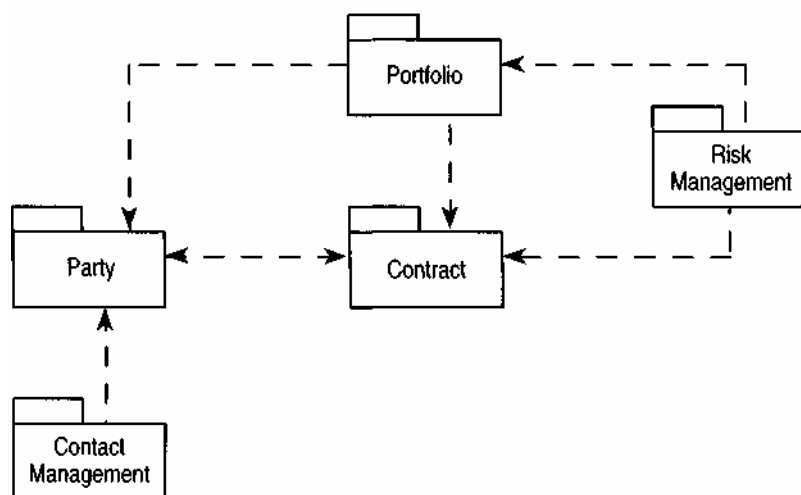 Portfolio
Risk
Management
Party
Contract
Contact
Management